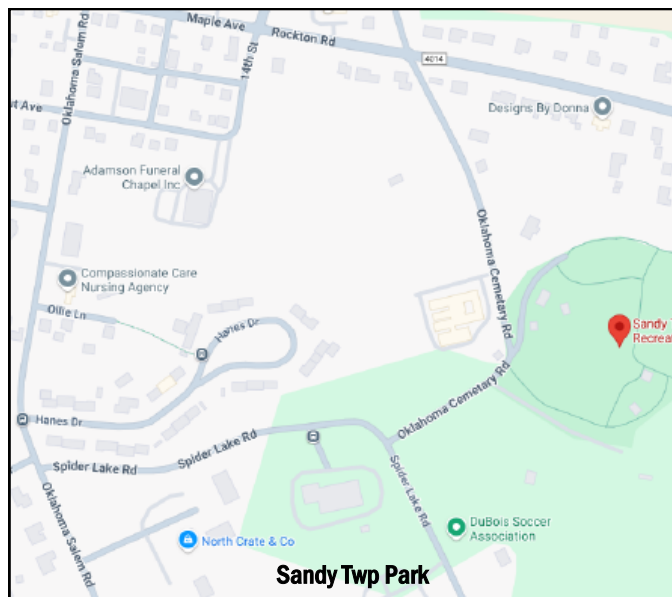 Maple Ave
Rockton Rd
4014
Oklahoma Salem Rd
14th St
Ave
Designs By Donna
Adamson Funeral
Chapel Inc
Oklahoma Cemetery Rd
Compassionate Care
Nursing Agency
Ollie Ln
Hanes Dr
Sandy
Recrea
Oklahoma Cemetery Rd
Hanes Dr
Spider Lake Rd
Spider Lake Rd
Spider Lake Rd
Oklahoma Salem Rd
North Crate & Co
DuBois Soccer
Association
Sandy Twp Park